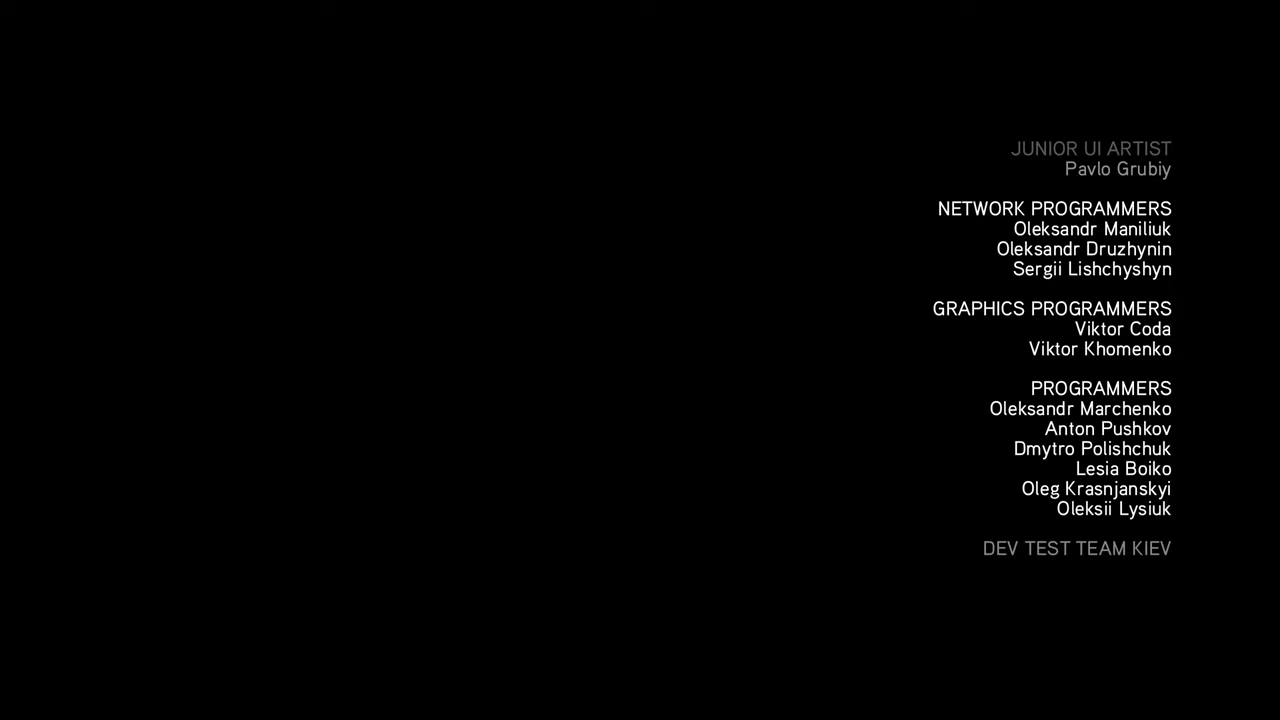 JUNIOR UI ARTIST
Pavlo Grubiy
NETWORK PROGRAMMERS
Oleksandr Maniliuk
Oleksandr Druzhynin
Sergii Lishchyshyn
GRAPHICS PROGRAMMERS
Viktor Coda
Viktor Khomenko
PROGRAMMERS
Oleksandr Marchenko
Anton Pushkov
Dmytro Polishchuk
Lesia Boiko
Oleg Krasnjanskyi
Oleksii Lysiuk
DEV TEST TEAM KIEV